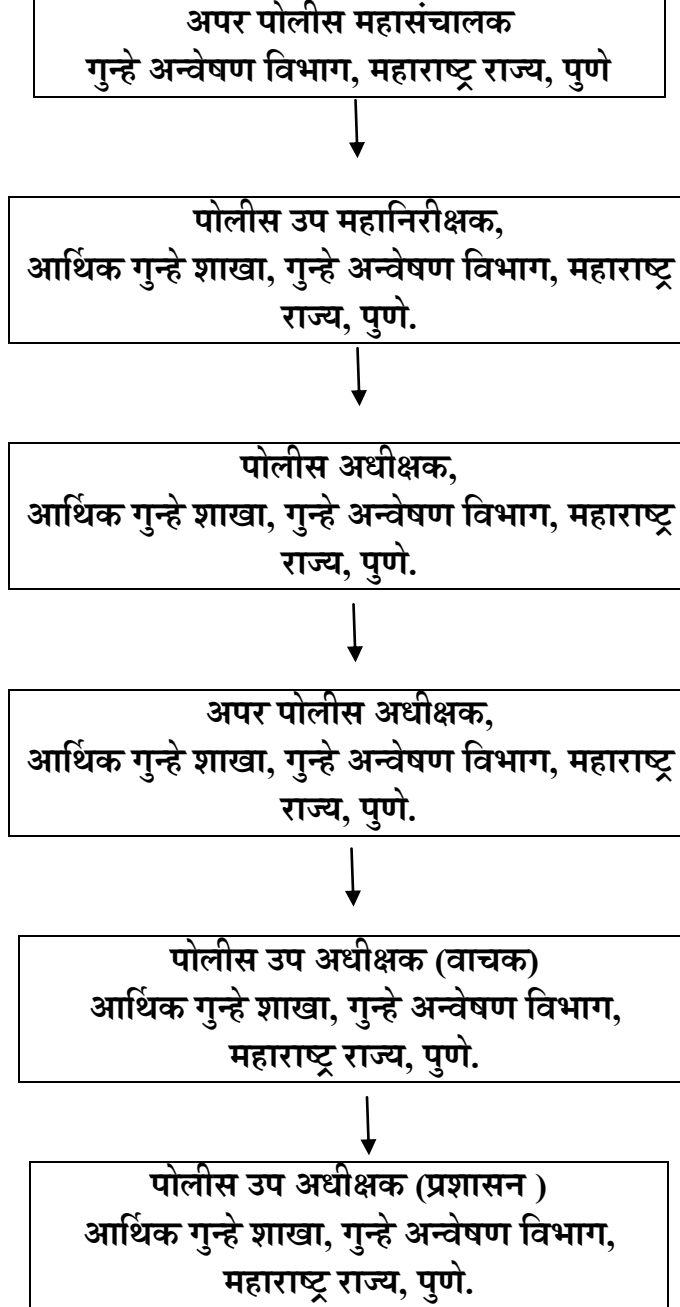 अपर पोलीस महासंचालक
गुन्हे अन्वेषण विभाग, महाराष्ट्र राज्य, पुणे
पोलीस उप महानिरीक्षक,
आर्थिक गुन्हे शाखा, गुन्हे अन्वेषण विभाग, महाराष्ट्र
राज्य, पुणे.
पोलीस अधीक्षक,
आर्थिक गुन्हे शाखा, गुन्हे अन्वेषण विभाग, महाराष्ट्र
राज्य, पुणे.
अपर पोलीस अधीक्षक,
आर्थिक गुन्हे शाखा, गुन्हे अन्वेषण विभाग, महाराष्ट्र
राज्य, पुणे.
पोलीस उप अधीक्षक (वाचक)
आर्थिक गुन्हे शाखा, गुन्हे अन्वेषण विभाग,
महाराष्ट्र राज्य, पुणे.
पोलीस उप अधीक्षक (प्रशासन )
आर्थिक गुन्हे शाखा, गुन्हे अन्वेषण विभाग,
महाराष्ट्र राज्य, पुणे.